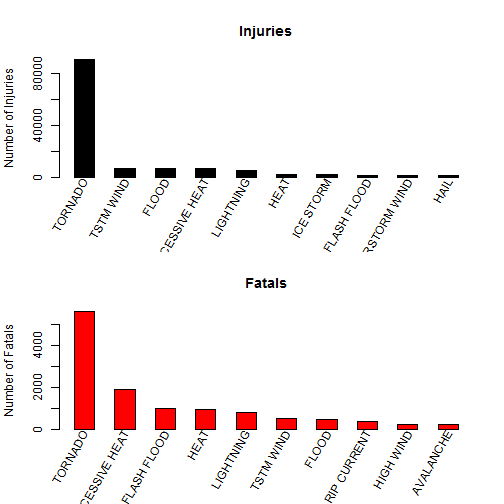 Injuries
Number of Injuries
0
40000
80000
TORNADO
TSTM WIND
FLOOD
CESSIVE HEAT
LIGHTNING
HEAT
ICE STORM
FLASH FLOOD
RSTORM WIND
HAIL
Fatals
Number of Fatals
0
2000
4000
TORNADO
CESSIVE HEAT
FLASH FLOOD
HEAT
LIGHTNING
TSTM WIND
FLOOD
RIP CURRENT
HIGH WIND
AVALANCHE